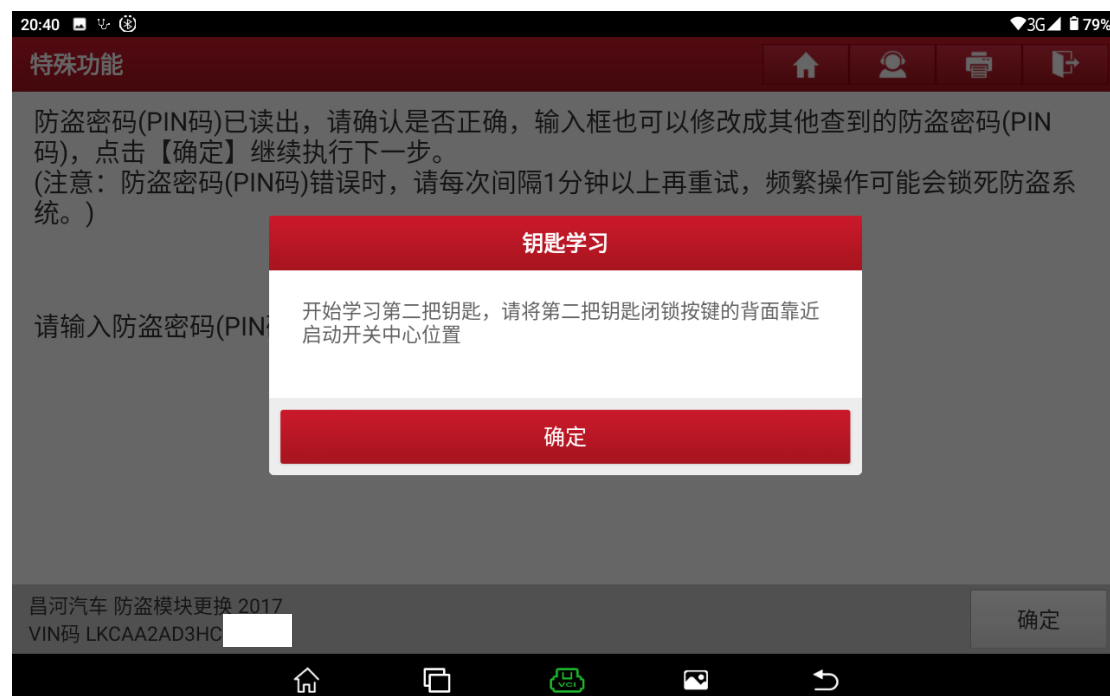 20:40
3G 79%
特殊功能
防盗密码(PIN码)已读出，请确认是否正确，输入框也可以修改成其他查到的防盗密码(PIN
码)，点击【确定】继续执行下一步。
(注意：防盗密码(PIN码)错误时，请每次间隔1分钟以上再重试，频繁操作可能会锁死防盗系
统。)
钥匙学习
开始学习第二把钥匙，请将第二把钥匙闭锁按键的背面靠近
启动开关中心位置
请输入防盗密码(PIN
确定
昌河汽车 防盗模块更换 2017
VIN码 LKCAA2AD3HC
确定
VCI